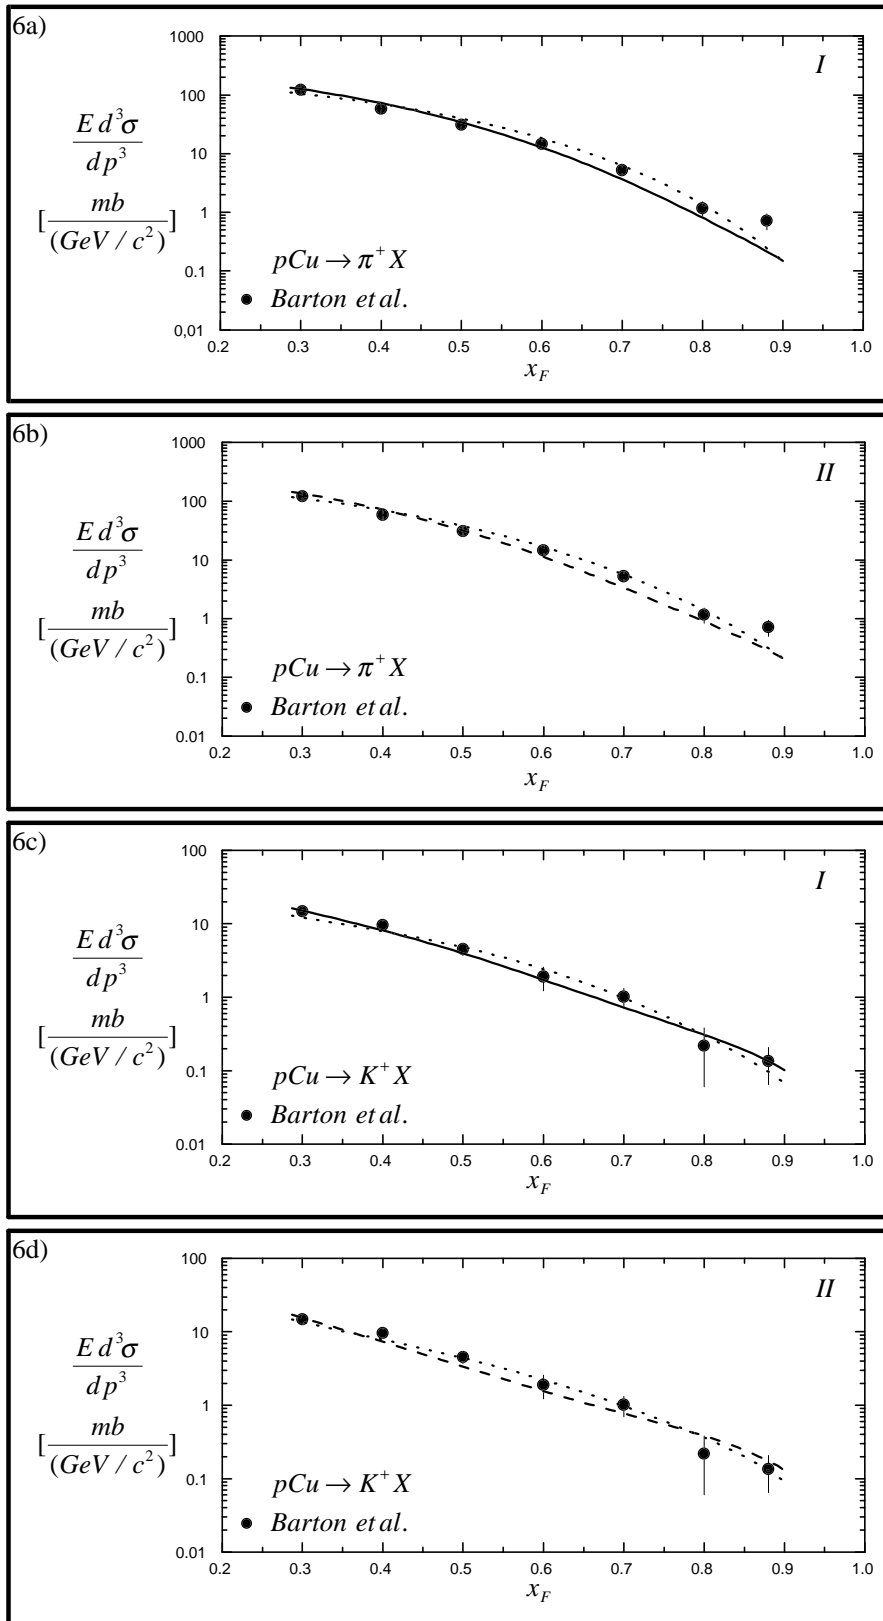 6a)
1000
I
100
E d³σ
dp³
10
[mb
(GeV / c²)]
1
pCu → π⁺ X
0.1
● Barton et al.
0,01
0.2 0.3 0.4 0.5 0.6 0.7 0.8 0.9 1.0
x_F
6b)
1000
II
100
E d³σ
dp³
10
[mb
(GeV / c²)]
1
pCu → π⁺ X
0.1
● Barton et al.
0.01
0.2 0.3 0.4 0.5 0.6 0.7 0.8 0.9 1.0
x_F
6c)
100
I
10
E d³σ
dp³
1
[mb
(GeV / c²)]
pCu → K⁺ X
0.1
● Barton et al.
0.01
0.2 0.3 0.4 0.5 0.6 0.7 0.8 0.9 1.0
x_F
6d)
100
II
10
E d³σ
dp³
1
[mb
(GeV / c²)]
pCu → K⁺ X
0.1
● Barton et al.
0.01
0.2 0.3 0.4 0.5 0.6 0.7 0.8 0.9 1.0
x_F